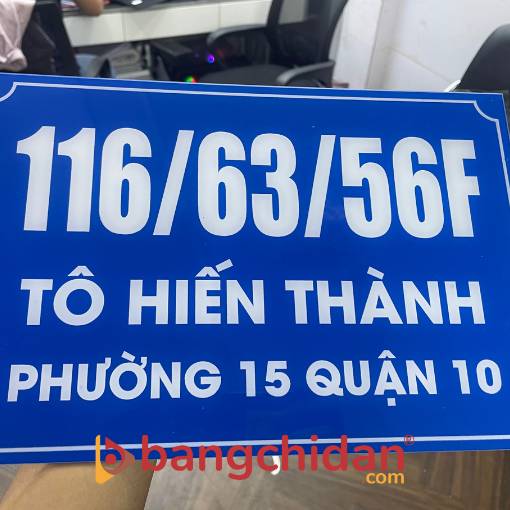 116/63/56F
TÔ HIẾN THÀNH
PHƯỜNG 15 QUẬN 10
bangchidan®
com